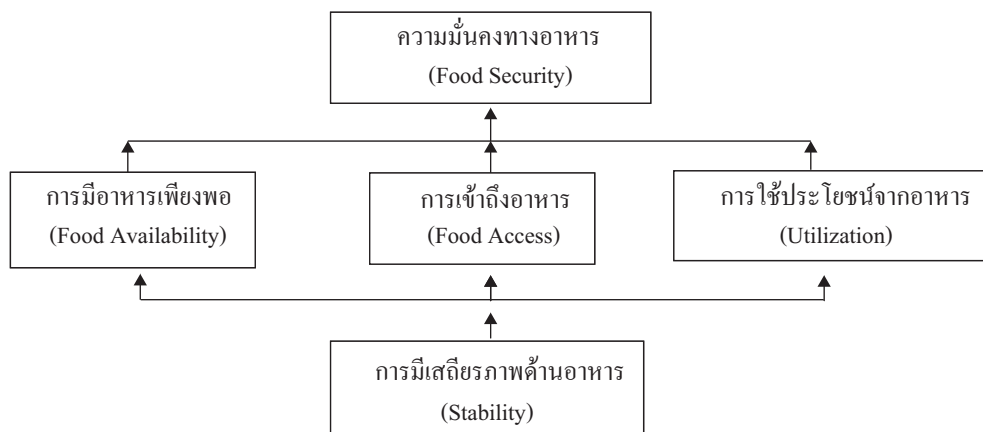 ความมั่นคงทางอาหาร
(Food Security)
การมีอาหารเพียงพอ
(Food Availability)
การเข้าถึงอาหาร
(Food Access)
การใช้ประโยชน์จากอาหาร
(Utilization)
การมีเสถียรภาพด้านอาหาร
(Stability)